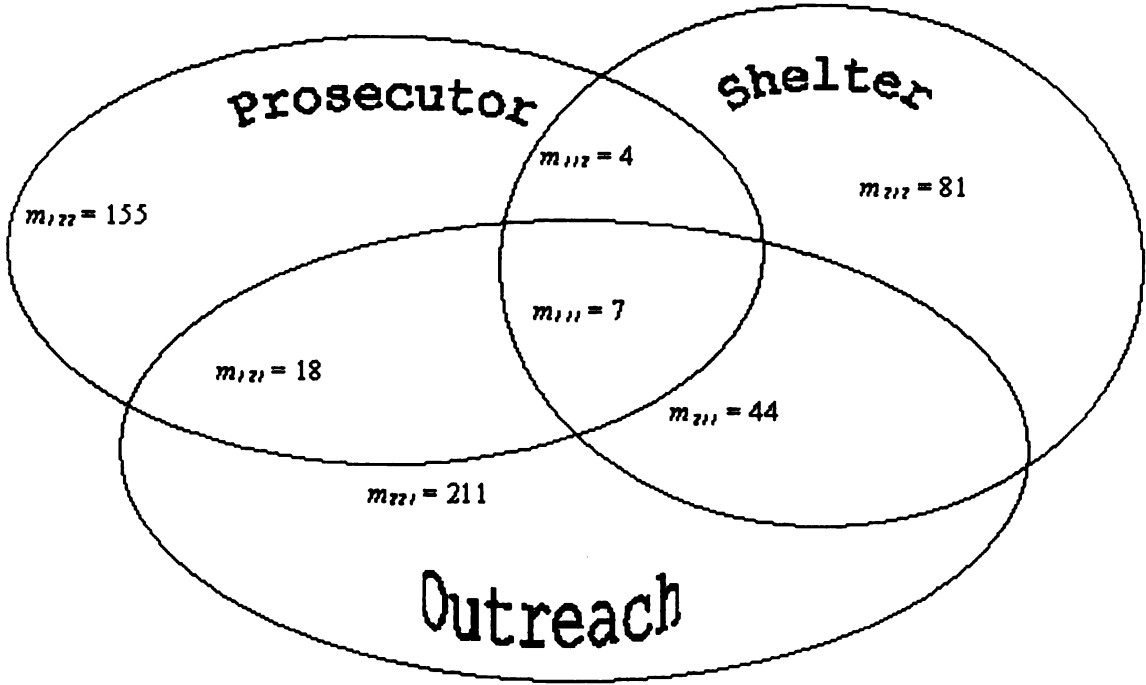 Prosecutor
Shelter
m₁₁₂ = 4
m₂₁₂ = 81
m₁₂₂ = 155
m₁₁₁ = 7
m₁₂₁ = 18
m₂₁₁ = 44
m₂₂₁ = 211
Outreach